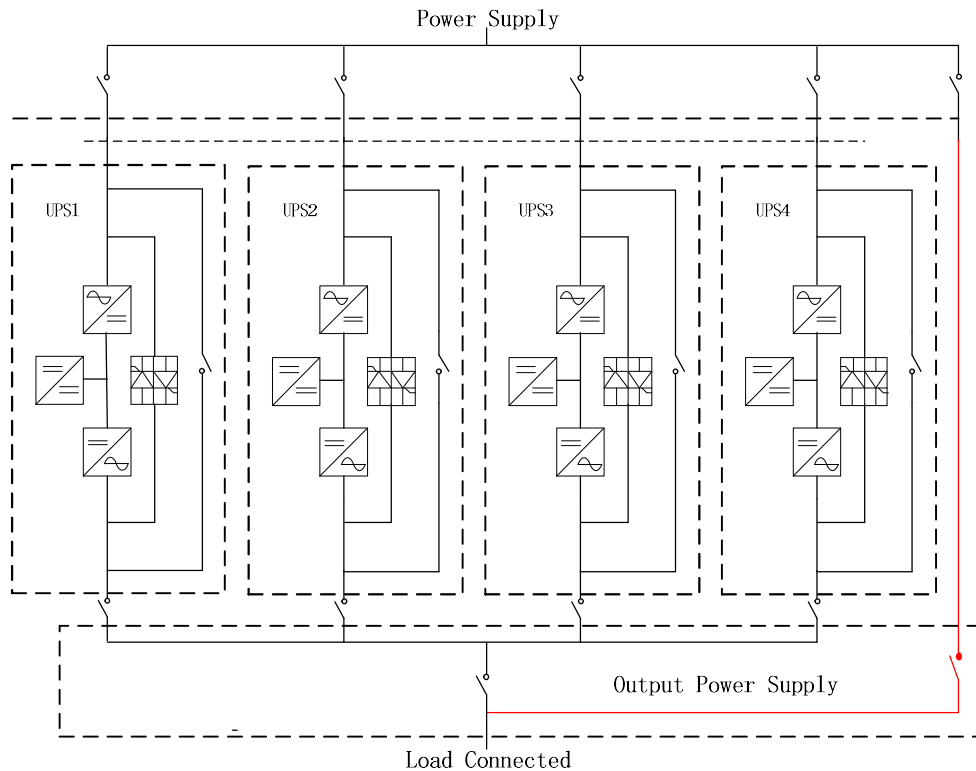 Power Supply
UPS1
UPS2
UPS3
UPS4
Output Power Supply
Load Connected